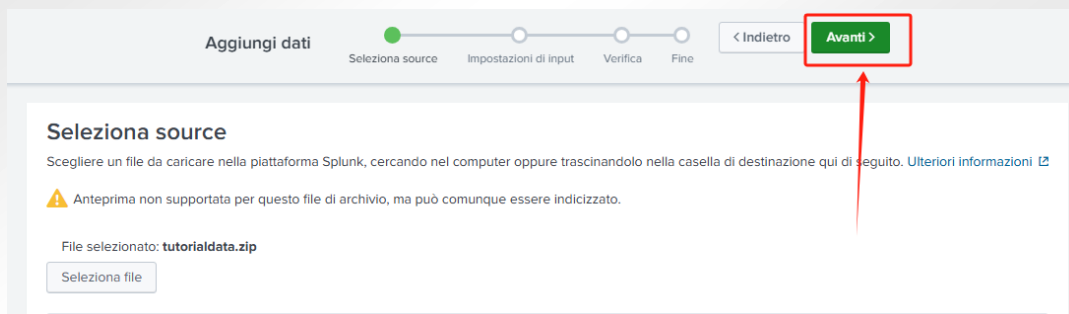 Aggiungi dati
Seleziona source
Impostazioni di input
Verifica
Fine
< Indietro
Avanti >
Seleziona source
Scegliere un file da caricare nella piattaforma Splunk, cercando nel computer oppure trascinandolo nella casella di destinazione qui di seguito. Ulteriori informazioni
Anteprima non supportata per questo file di archivio, ma può comunque essere indicizzato.
File selezionato: tutorialdata.zip
Seleziona file